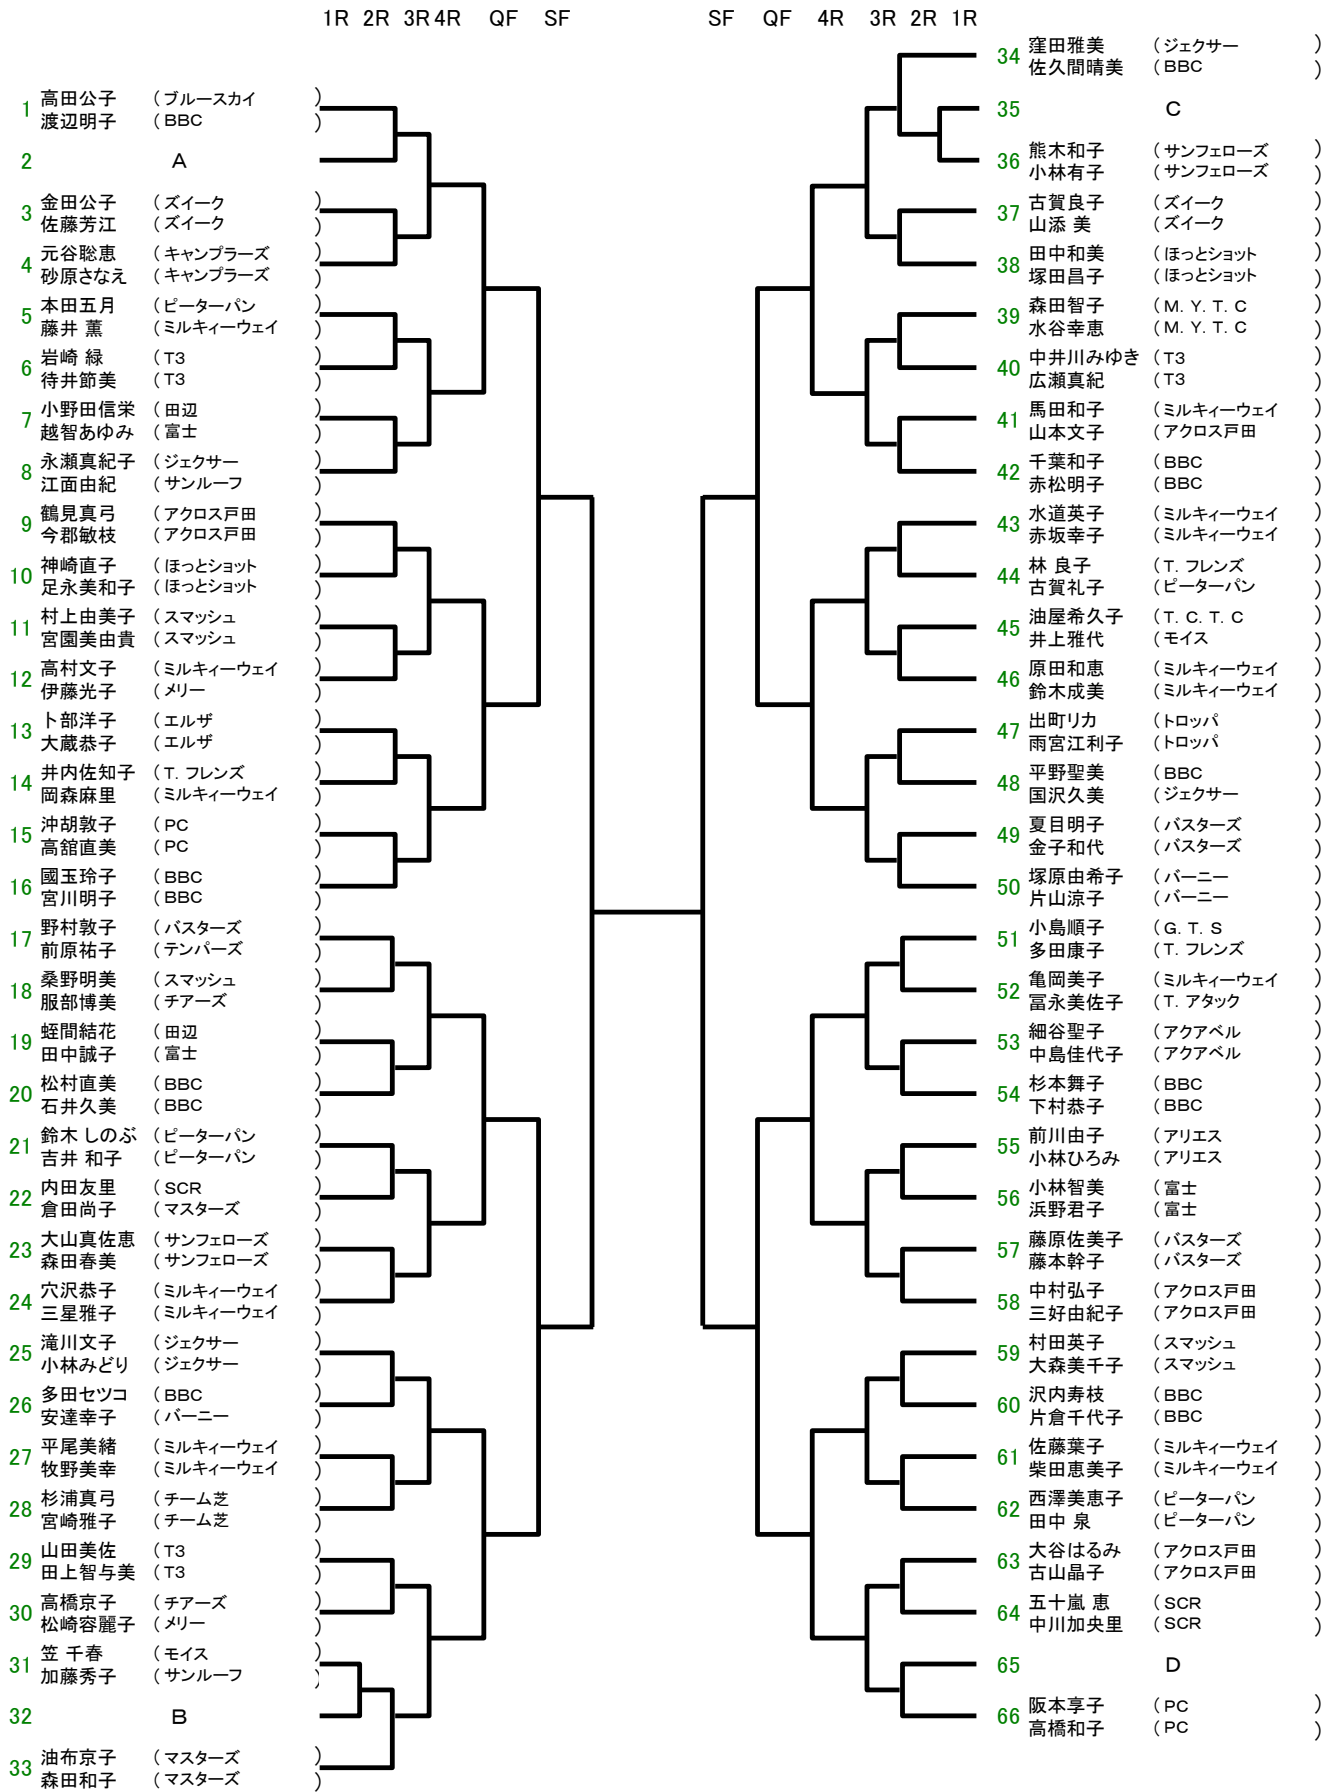 1R 2R 3R 4R QF SF SF QF 4R 3R 2R 1R
1 高田公子 (ブルースカイ )
渡辺明子 (BBC )
2 A
3 金田公子 (ズイーク )
佐藤芳江 (ズイーク )
4 元谷聡恵 (キャンプラーズ )
砂原さなえ (キャンプラーズ )
5 本田五月 (ピーターパン )
藤井 薫 (ミルキィーウェイ )
6 岩崎 緑 (T3 )
待井節美 (T3 )
7 小野田信栄 (田辺 )
越智あゆみ (富士 )
8 永瀬真紀子 (ジェクサー )
江面由紀 (サンルーフ )
9 鶴見真弓 (アクロス戸田 )
今郡敏枝 (アクロス戸田 )
10 神崎直子 (ほっとショット )
足永美和子 (ほっとショット )
11 村上由美子 (スマッシュ )
宮園美由貴 (スマッシュ )
12 高村文子 (ミルキィーウェイ )
伊藤光子 (メリー )
13 卜部洋子 (エルザ )
大蔵恭子 (エルザ )
14 井内佐知子 (T. フレンズ )
岡森麻里 (ミルキィーウェイ )
15 沖胡敦子 (PC )
高舘直美 (PC )
16 國玉玲子 (BBC )
宮川明子 (BBC )
17 野村敦子 (バスターズ )
前原祐子 (テンパーズ )
18 桑野明美 (スマッシュ )
服部博美 (チアーズ )
19 蛭間結花 (田辺 )
田中誠子 (富士 )
20 松村直美 (BBC )
石井久美 (BBC )
21 鈴木 しのぶ (ピーターパン )
吉井 和子 (ピーターパン )
22 内田友里 (SCR )
倉田尚子 (マスターズ )
23 大山真佐恵 (サンフェローズ )
森田春美 (サンフェローズ )
24 穴沢恭子 (ミルキィーウェイ )
三星雅子 (ミルキィーウェイ )
25 滝川文子 (ジェクサー )
小林みどり (ジェクサー )
26 多田セツコ (BBC )
安達幸子 (バーニー )
27 平尾美緒 (ミルキィーウェイ )
牧野美幸 (ミルキィーウェイ )
28 杉浦真弓 (チーム芝 )
宮崎雅子 (チーム芝 )
29 山田美佐 (T3 )
田上智与美 (T3 )
30 高橋京子 (チアーズ )
松崎容麗子 (メリー )
31 笠 千春 (モイス )
加藤秀子 (サンルーフ )
32 B
33 油布京子 (マスターズ )
森田和子 (マスターズ )
34 窪田雅美 (ジェクサー )
佐久間晴美 (BBC )
35 C
36 熊木和子 (サンフェローズ )
小林有子 (サンフェローズ )
37 古賀良子 (ズイーク )
山添 美 (ズイーク )
38 田中和美 (ほっとショット )
塚田昌子 (ほっとショット )
39 森田智子 (M. Y. T. C )
水谷幸恵 (M. Y. T. C )
40 中井川みゆき (T3 )
広瀬真紀 (T3 )
41 馬田和子 (ミルキィーウェイ )
山本文子 (アクロス戸田 )
42 千葉和子 (BBC )
赤松明子 (BBC )
43 水道英子 (ミルキィーウェイ )
赤坂幸子 (ミルキィーウェイ )
44 林 良子 (T. フレンズ )
古賀礼子 (ピーターパン )
45 油屋希久子 (T. C. T. C )
井上雅代 (モイス )
46 原田和恵 (ミルキィーウェイ )
鈴木成美 (ミルキィーウェイ )
47 出町リカ (トロッパ )
雨宮江利子 (トロッパ )
48 平野聖美 (BBC )
国沢久美 (ジェクサー )
49 夏目明子 (バスターズ )
金子和代 (バスターズ )
50 塚原由希子 (バーニー )
片山涼子 (バーニー )
51 小島順子 (G. T. S )
多田康子 (T. フレンズ )
52 亀岡美子 (ミルキィーウェイ )
冨永美佐子 (T. アタック )
53 細谷聖子 (アクアベル )
中島佳代子 (アクアベル )
54 杉本舞子 (BBC )
下村恭子 (BBC )
55 前川由子 (アリエス )
小林ひろみ (アリエス )
56 小林智美 (富士 )
浜野君子 (富士 )
57 藤原佐美子 (バスターズ )
藤本幹子 (バスターズ )
58 中村弘子 (アクロス戸田 )
三好由紀子 (アクロス戸田 )
59 村田英子 (スマッシュ )
大森美千子 (スマッシュ )
60 沢内寿枝 (BBC )
片倉千代子 (BBC )
61 佐藤葉子 (ミルキィーウェイ )
柴田恵美子 (ミルキィーウェイ )
62 西澤美恵子 (ピーターパン )
田中 泉 (ピーターパン )
63 大谷はるみ (アクロス戸田 )
古山晶子 (アクロス戸田 )
64 五十嵐 恵 (SCR )
中川加央里 (SCR )
65 D
66 阪本享子 (PC )
高橋和子 (PC )